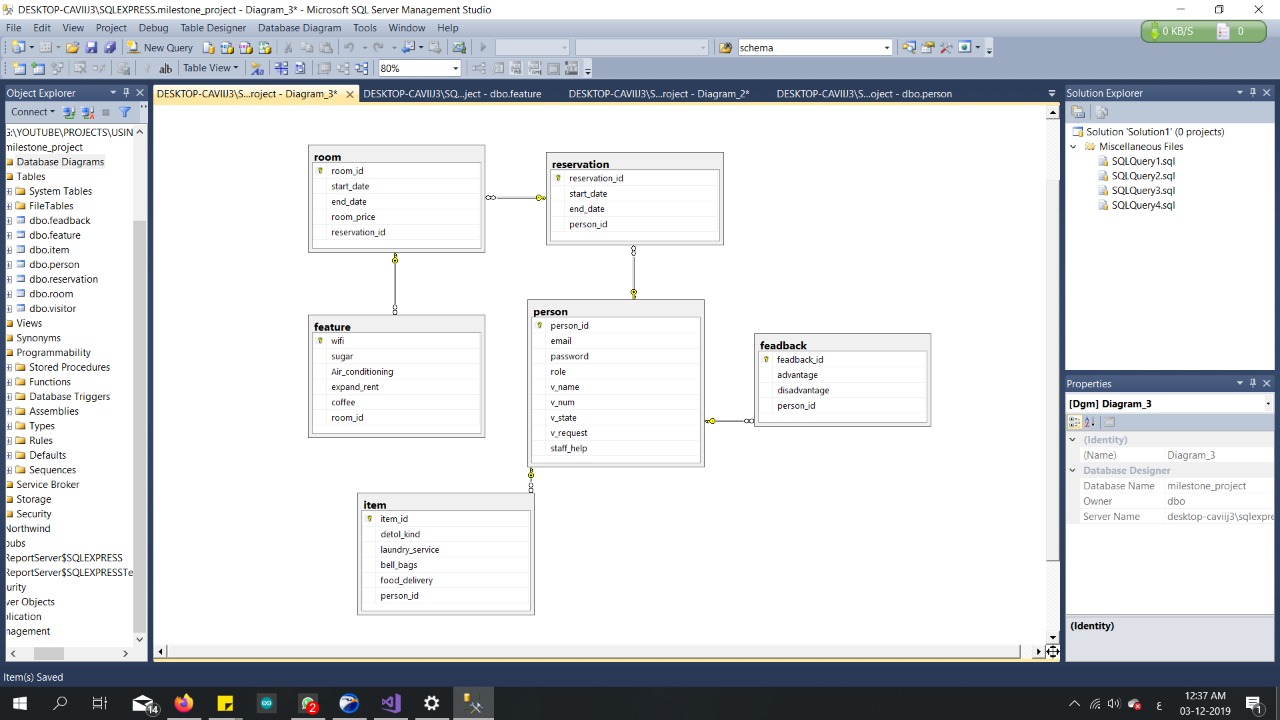 DESKTOP-CAVIIJ3\SQLEXPRESS.milestone_project - Diagram_3* - Microsoft SQL Server Management Studio
File Edit View Project Debug Table Designer Database Diagram Tools Window Help
0 KB/S 0
New Query schema
ab Table View 80%
Object Explorer
DESKTOP-CAVIIJ3\S...roject - Diagram_3* DESKTOP-CAVIIJ3\SQ...ject - dbo.feature DESKTOP-CAVIIJ3\S...roject - Diagram_2* DESKTOP-CAVIIJ3\S...oject - dbo.person
Connect
G:\YOUTUBE\PROJECTS\USIN
milestone_project
Database Diagrams
Tables
System Tables
FileTables
dbo.feadback
dbo.feature
dbo.item
dbo.person
dbo.reservation
dbo.room
dbo.visitor
Views
Synonyms
Programmability
Stored Procedures
Functions
Database Triggers
Assemblies
Types
Rules
Defaults
Sequences
Service Broker
Storage
Security
Northwind
pubs
ReportServer$SQLEXPRESS
ReportServer$SQLEXPRESSTe
urity
ver Objects
plication
nagement
room
room_id
start_date
end_date
room_price
reservation_id
reservation
reservation_id
start_date
end_date
person_id
feature
wifi
sugar
Air_conditioning
expand_rent
coffee
room_id
person
person_id
email
password
role
v_name
v_num
v_state
v_request
staff_help
feadback
feadback_id
advantage
disadvantage
person_id
item
item_id
detol_kind
laundry_service
bell_bags
food_delivery
person_id
Solution Explorer
Solution 'Solution1' (0 projects)
Miscellaneous Files
SQLQuery1.sql
SQLQuery2.sql
SQLQuery3.sql
SQLQuery4.sql
Properties
[Dgm] Diagram_3
(Identity)
(Name) Diagram_3
Database Designer
Database Name milestone_project
Owner dbo
Server Name desktop-caviij3\sqlexpre
(Identity)
Item(s) Saved
14 2 ع 12:37 AM
03-12-2019 1